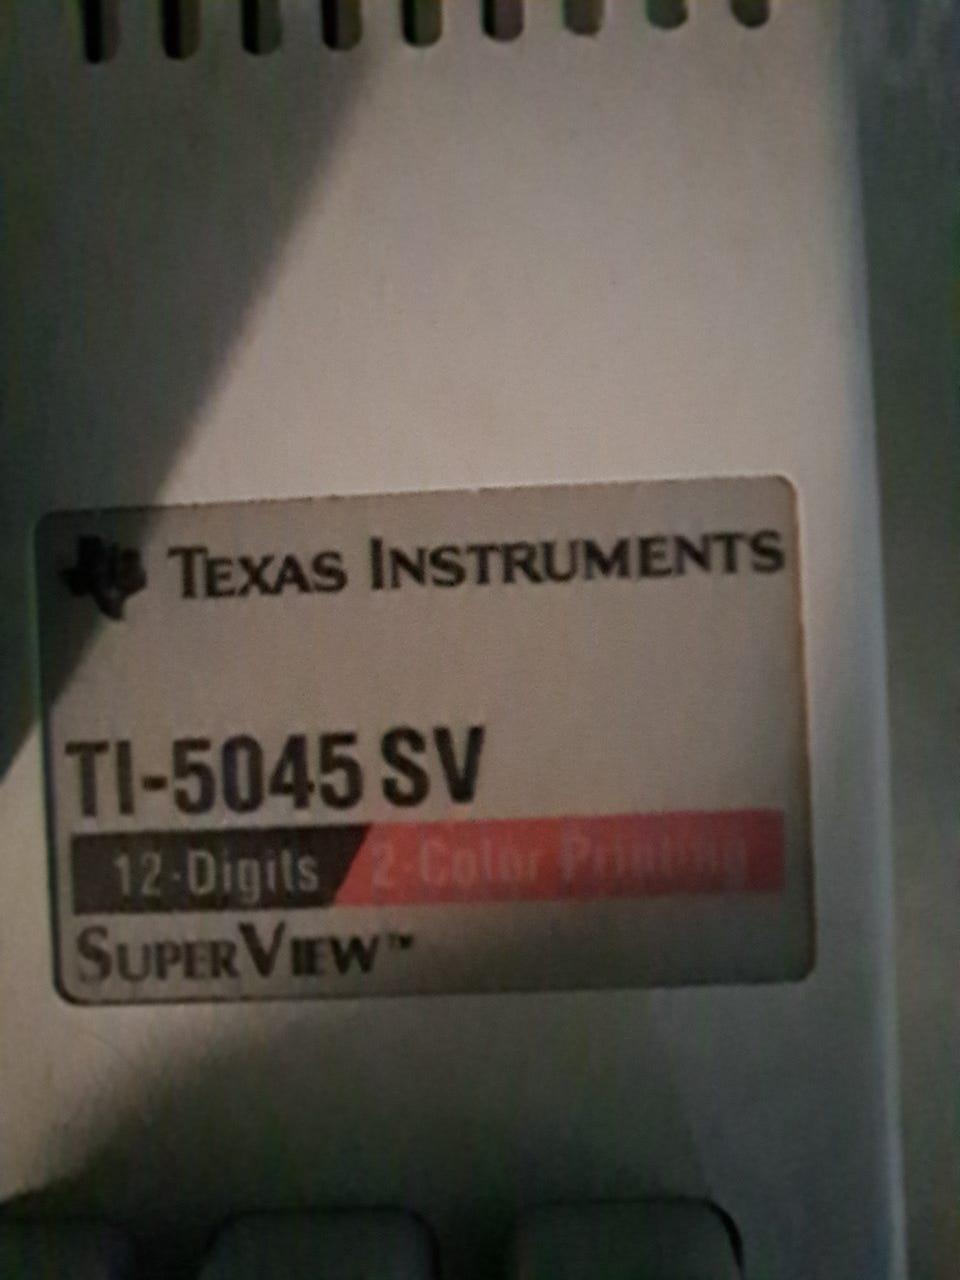 TEXAS INSTRUMENTS
TI-5045 SV
12-Digits 2-Color Printing
SUPERVIEW™